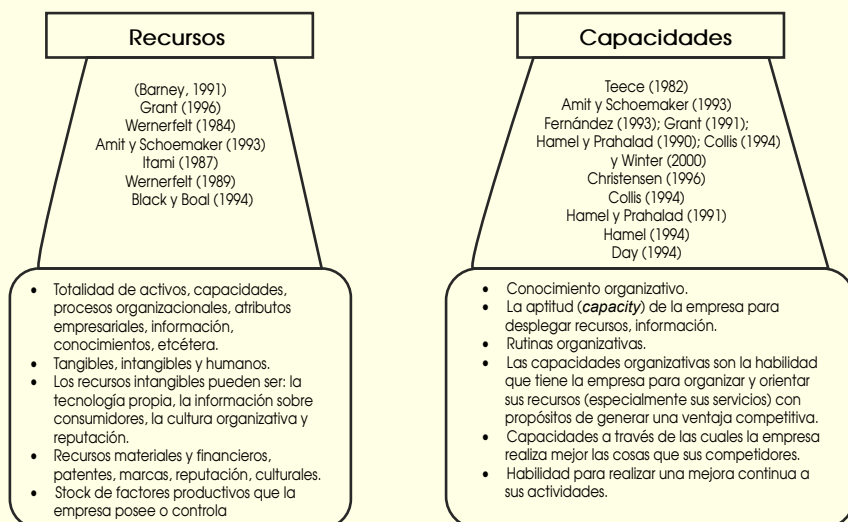 Recursos
(Barney, 1991)
Grant (1996)
Wernerfelt (1984)
Amit y Schoemaker (1993)
Itami (1987)
Wernerfelt (1989)
Black y Boal (1994)
• Totalidad de activos, capacidades,
procesos organizacionales, atributos
empresariales, información,
conocimientos, etcétera.
• Tangibles, intangibles y humanos.
• Los recursos intangibles pueden ser: la
tecnología propia, la información sobre
consumidores, la cultura organizativa y
reputación.
• Recursos materiales y financieros,
patentes, marcas, reputación, culturales.
• Stock de factores productivos que la
empresa posee o controla
Capacidades
Teece (1982)
Amit y Schoemaker (1993)
Fernández (1993); Grant (1991);
Hamel y Prahalad (1990); Collis (1994)
y Winter (2000)
Christensen (1996)
Collis (1994)
Hamel y Prahalad (1991)
Hamel (1994)
Day (1994)
• Conocimiento organizativo.
• La aptitud (capacity) de la empresa para
desplegar recursos, información.
• Rutinas organizativas.
• Las capacidades organizativas son la habilidad
que tiene la empresa para organizar y orientar
sus recursos (especialmente sus servicios) con
propósitos de generar una ventaja competitiva.
• Capacidades a través de las cuales la empresa
realiza mejor las cosas que sus competidores.
• Habilidad para realizar una mejora continua a
sus actividades.